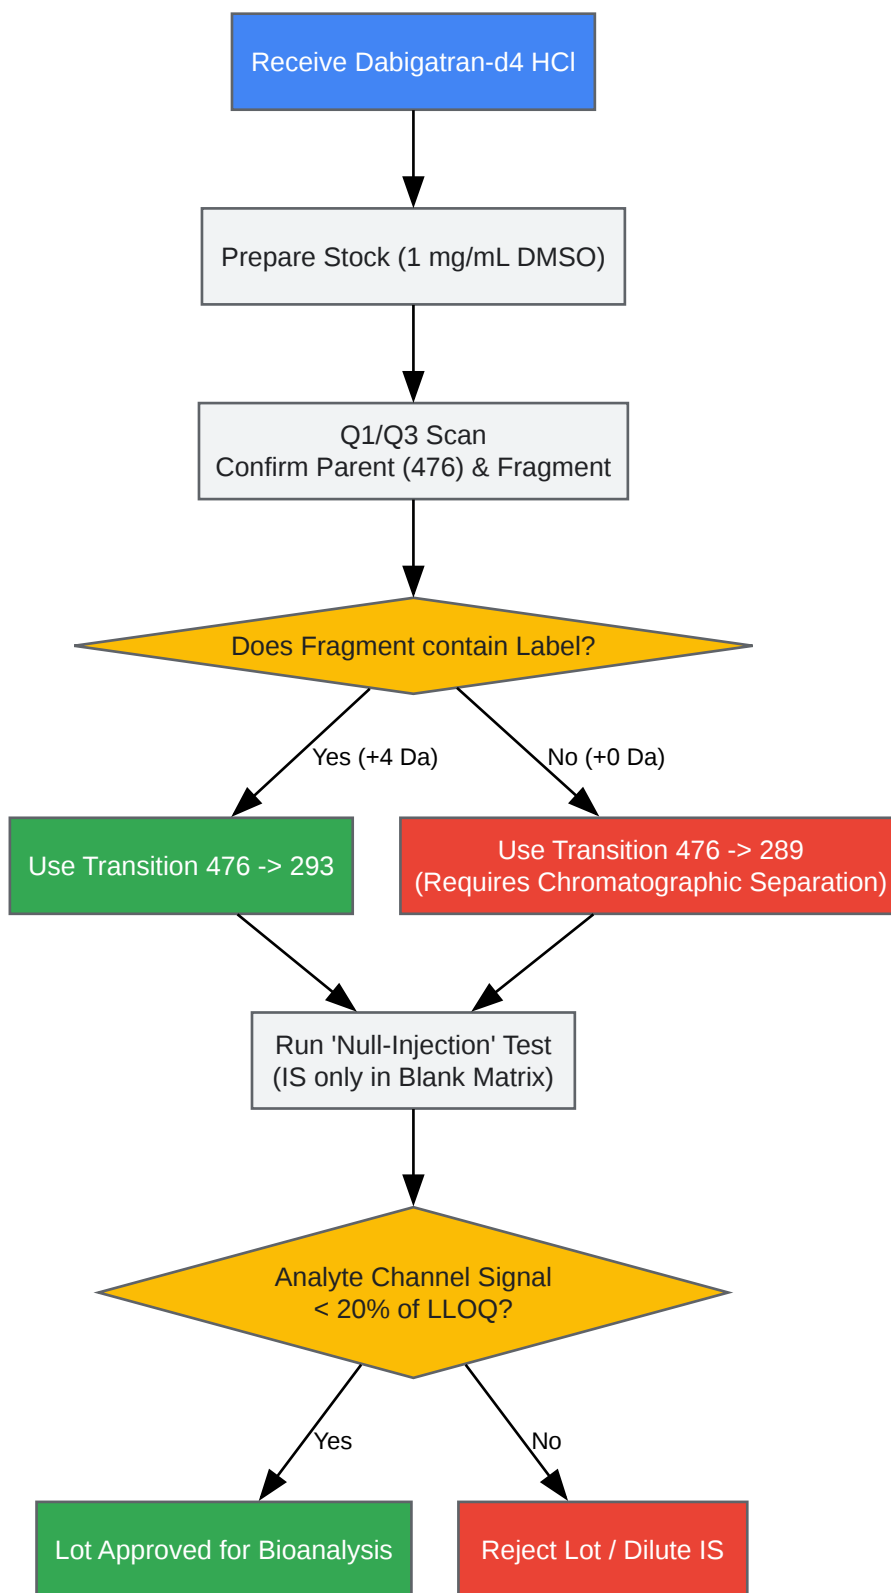 Receive Dabigatran-d4 HCl
Prepare Stock (1 mg/mL DMSO)
Q1/Q3 Scan
Confirm Parent (476) & Fragment
Does Fragment contain Label?
Yes (+4 Da)
No (+0 Da)
Use Transition 476 -> 293
Use Transition 476 -> 289
(Requires Chromatographic Separation)
Run 'Null-Injection' Test
(IS only in Blank Matrix)
Analyte Channel Signal
< 20% of LLOQ?
Yes
No
Lot Approved for Bioanalysis
Reject Lot / Dilute IS